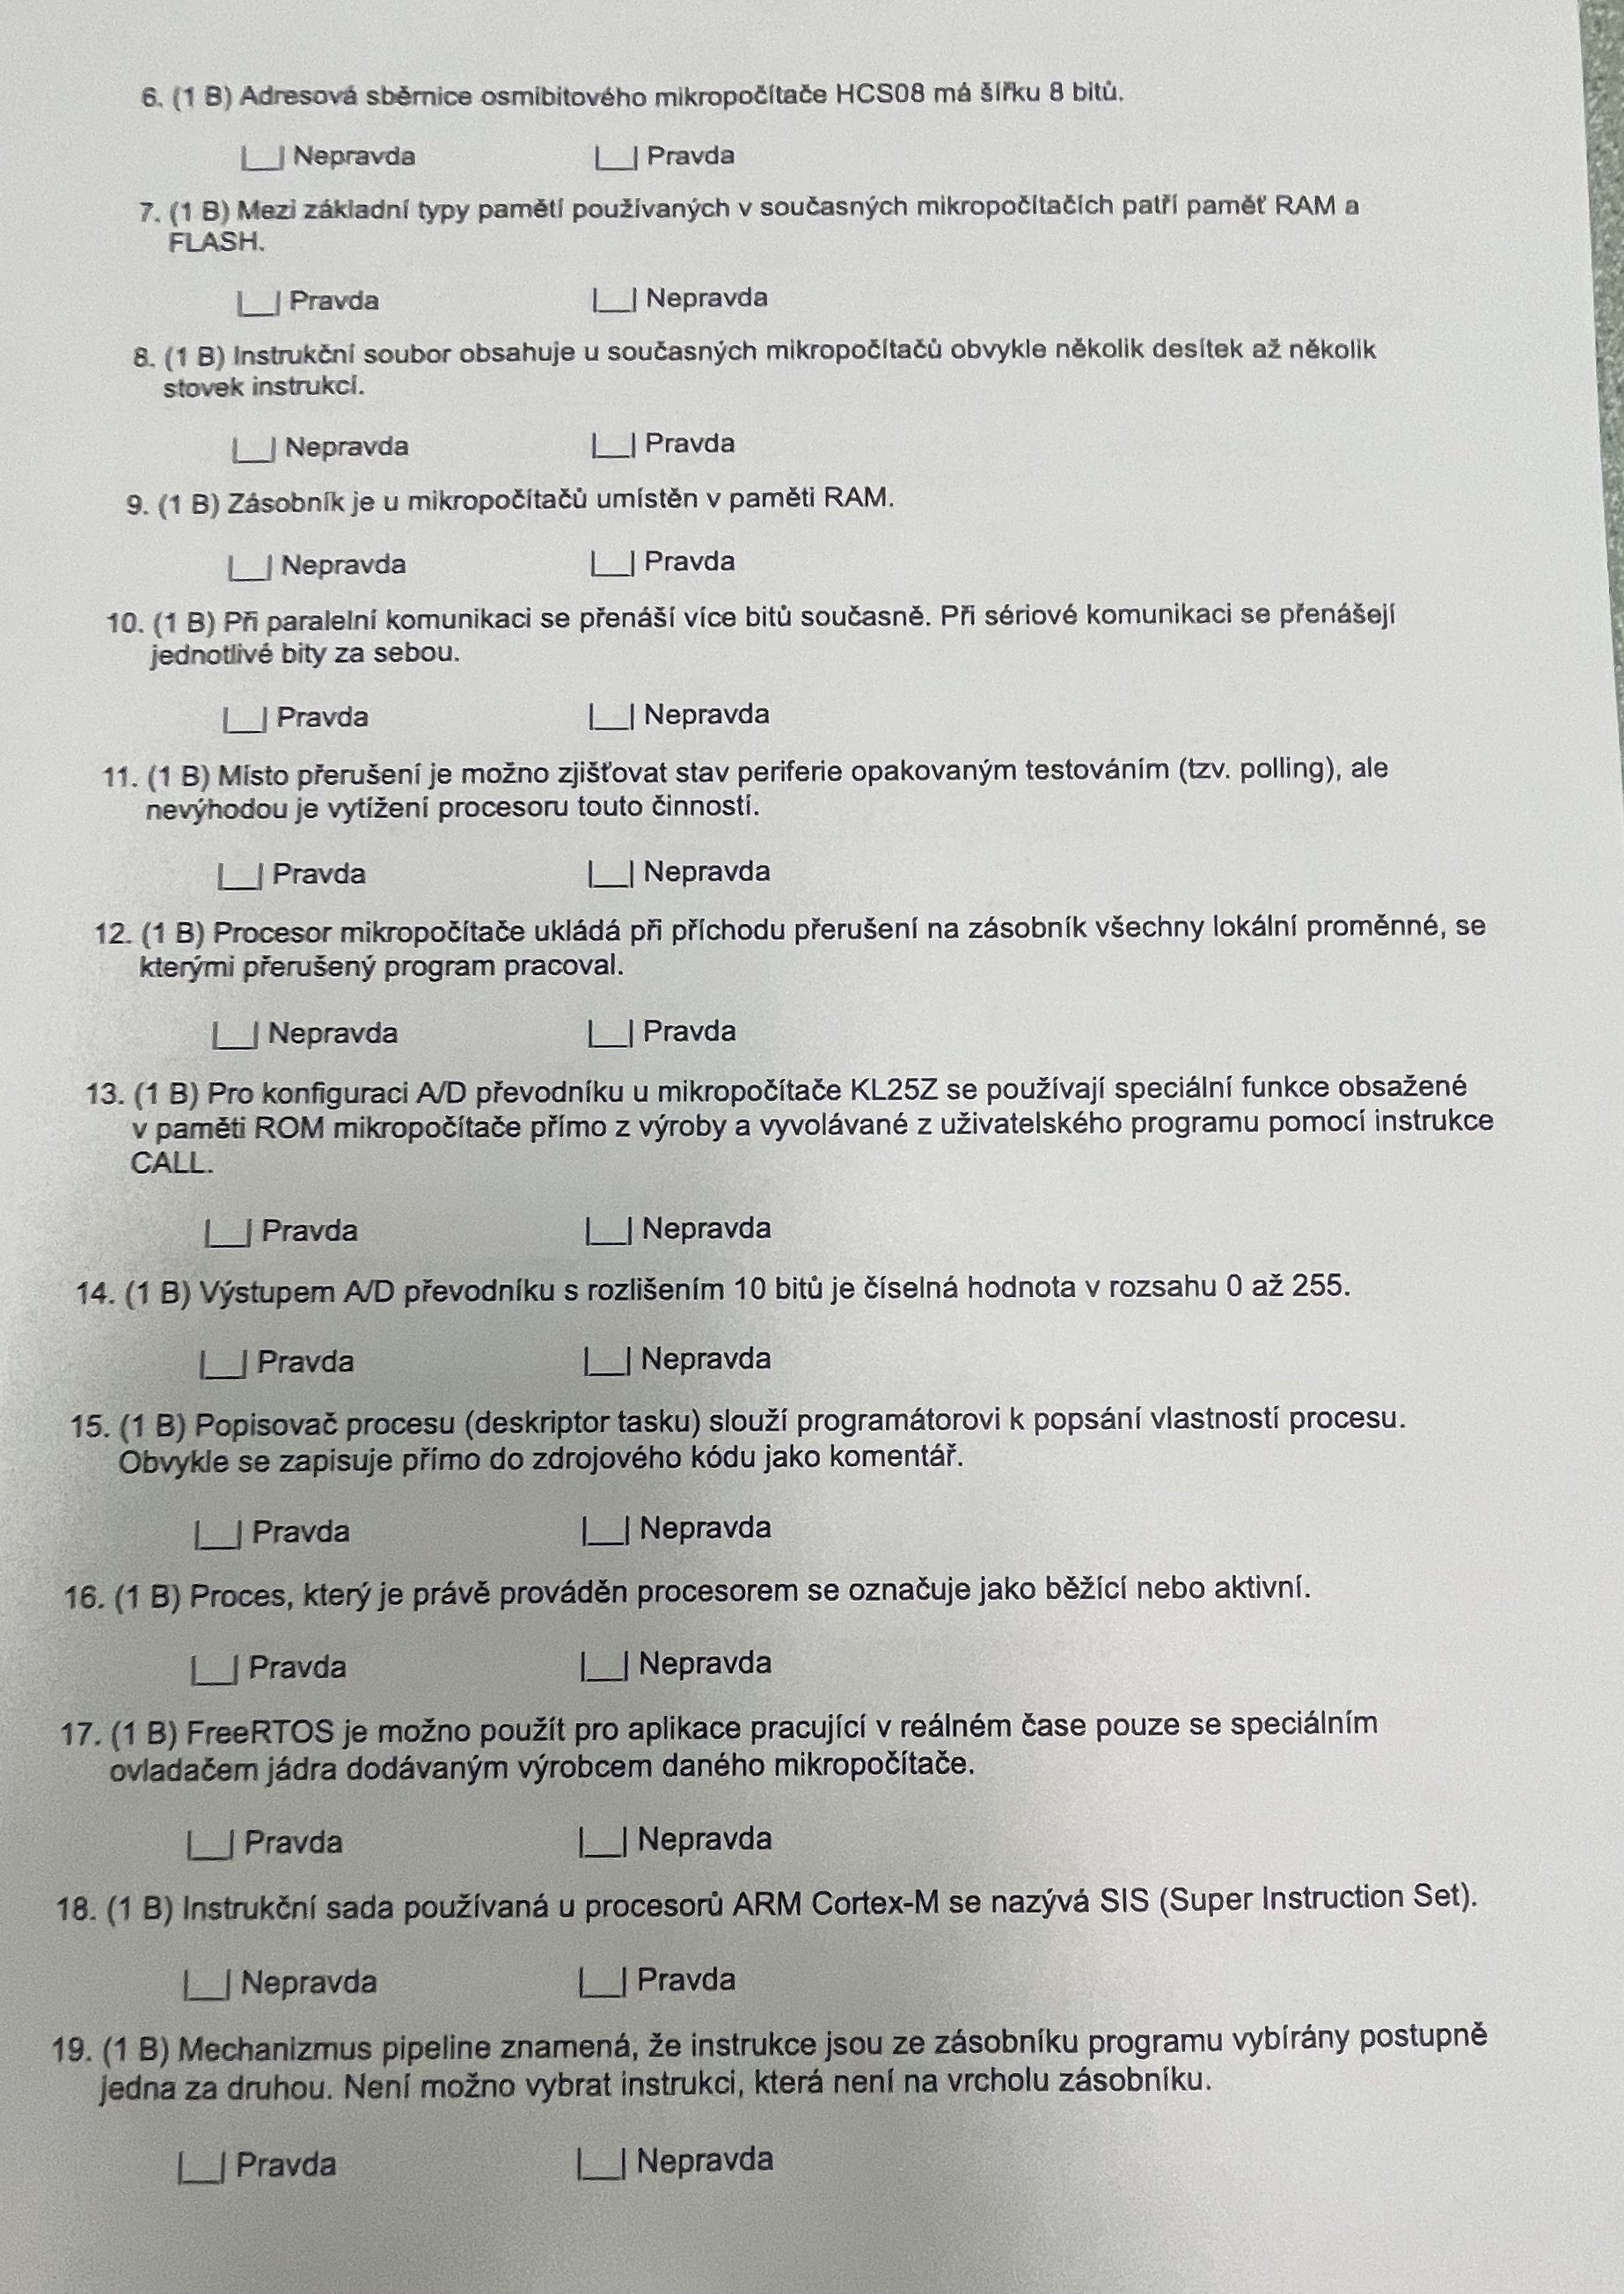 6. (1 B) Adresová sběrnice osmibitového mikropočítače HCS08 má šířku 8 bitů.
|__| Nepravda |__| Pravda
7. (1 B) Mezi základní typy pamětí používaných v současných mikropočítačích patří paměť RAM a
FLASH.
|__| Pravda |__| Nepravda
8. (1 B) Instrukční soubor obsahuje u současných mikropočítačů obvykle několik desítek až několik
stovek instrukcí.
|__| Nepravda |__| Pravda
9. (1 B) Zásobník je u mikropočítačů umístěn v paměti RAM.
|__| Nepravda |__| Pravda
10. (1 B) Při paralelní komunikaci se přenáší více bitů současně. Při sériové komunikaci se přenášejí
jednotlivé bity za sebou.
|__| Pravda |__| Nepravda
11. (1 B) Místo přerušení je možno zjišťovat stav periferie opakovaným testováním (tzv. polling), ale
nevýhodou je vytížení procesoru touto činností.
|__| Pravda |__| Nepravda
12. (1 B) Procesor mikropočítače ukládá při příchodu přerušení na zásobník všechny lokální proměnné, se
kterými přerušený program pracoval.
|__| Nepravda |__| Pravda
13. (1 B) Pro konfiguraci A/D převodníku u mikropočítače KL25Z se používají speciální funkce obsažené
v paměti ROM mikropočítače přímo z výroby a vyvolávané z uživatelského programu pomocí instrukce
CALL.
|__| Pravda |__| Nepravda
14. (1 B) Výstupem A/D převodníku s rozlišením 10 bitů je číselná hodnota v rozsahu 0 až 255.
|__| Pravda |__| Nepravda
15. (1 B) Popisovač procesu (deskriptor tasku) slouží programátorovi k popsání vlastností procesu.
Obvykle se zapisuje přímo do zdrojového kódu jako komentář.
|__| Pravda |__| Nepravda
16. (1 B) Proces, který je právě prováděn procesorem se označuje jako běžící nebo aktivní.
|__| Pravda |__| Nepravda
17. (1 B) FreeRTOS je možno použít pro aplikace pracující v reálném čase pouze se speciálním
ovladačem jádra dodávaným výrobcem daného mikropočítače.
|__| Pravda |__| Nepravda
18. (1 B) Instrukční sada používaná u procesorů ARM Cortex-M se nazývá SIS (Super Instruction Set).
|__| Nepravda |__| Pravda
19. (1 B) Mechanizmus pipeline znamená, že instrukce jsou ze zásobníku programu vybírány postupně
jedna za druhou. Není možno vybrat instrukci, která není na vrcholu zásobníku.
|__| Pravda |__| Nepravda